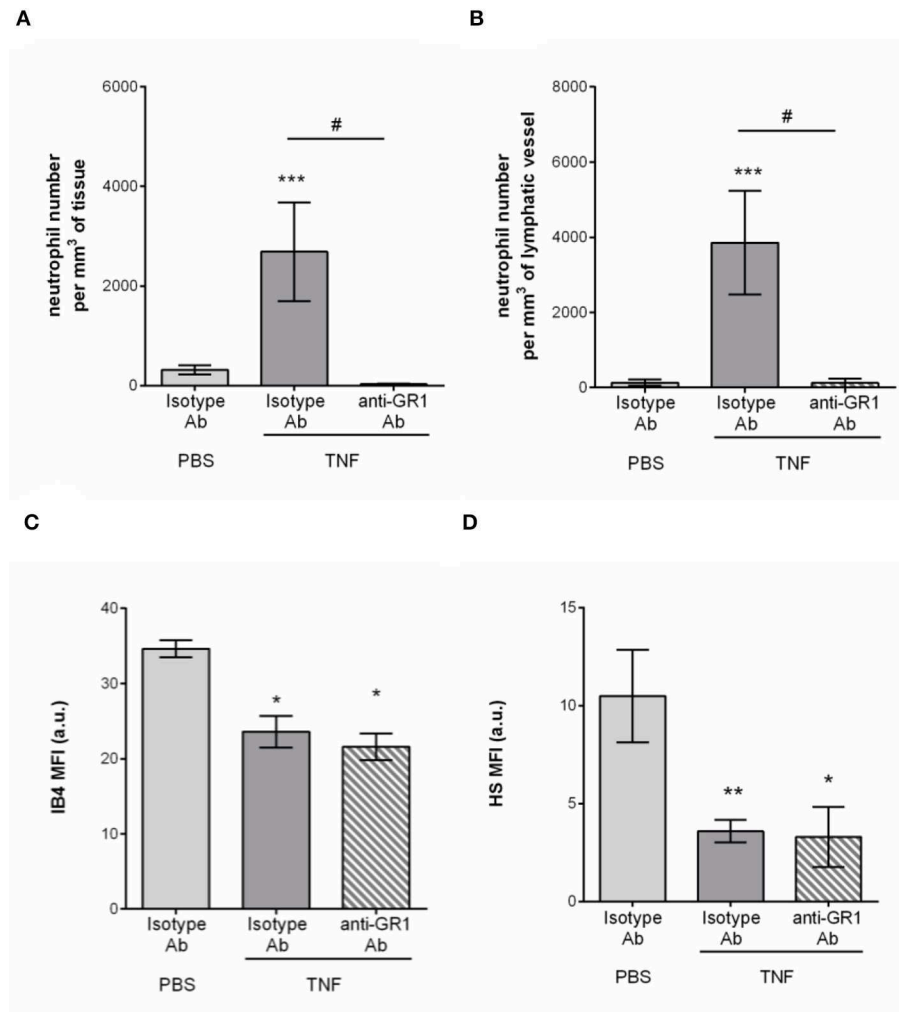 A
neutrophil number
per mm³ of tissue
6000
4000
2000
0
#
***
Isotype
Ab
Isotype
Ab
anti-GR1
Ab
PBS
TNF
B
neutrophil number
per mm³ of lymphatic vessel
8000
6000
4000
2000
0
#
***
Isotype
Ab
Isotype
Ab
anti-GR1
Ab
PBS
TNF
C
IB4 MFI (a.u.)
40
30
20
10
0
*
*
Isotype
Ab
Isotype
Ab
anti-GR1
Ab
PBS
TNF
D
HS MFI (a.u.)
15
10
5
0
**
*
Isotype
Ab
Isotype
Ab
anti-GR1
Ab
PBS
TNF